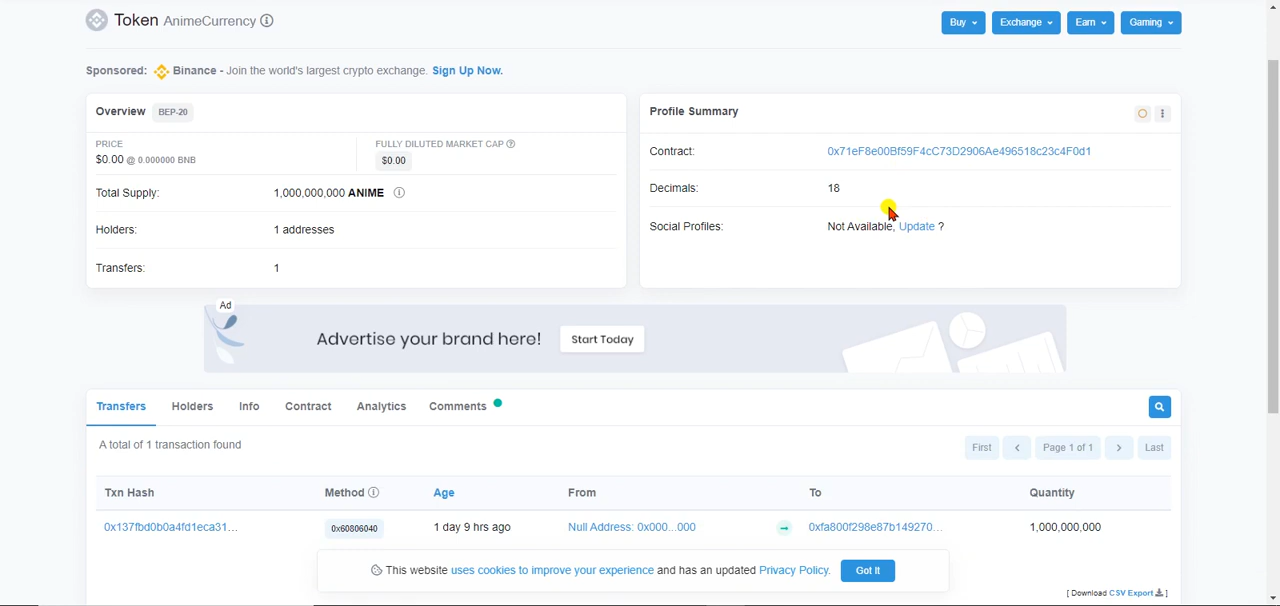 Token AnimeCurrency
Buy Exchange Earn Gaming
Sponsored: Binance - Join the world's largest crypto exchange. Sign Up Now.
Overview BEP-20
PRICE
$0.00 @ 0.000000 BNB
FULLY DILUTED MARKET CAP
$0.00
Total Supply: 1,000,000,000 ANIME
Holders: 1 addresses
Transfers: 1
Profile Summary
Contract: 0x71eF8e00Bf59F4cC73D2906Ae496518c23c4F0d1
Decimals: 18
Social Profiles: Not Available, Update ?
Ad
Advertise your brand here! Start Today
Transfers Holders Info Contract Analytics Comments
A total of 1 transaction found
First < Page 1 of 1 > Last
Txn Hash Method Age From To Quantity
0x137fbd0b0a4fd1eca31... 0x60806040 1 day 9 hrs ago Null Address: 0x000...000 0xfa800f298e87b149270... 1,000,000,000
This website uses cookies to improve your experience and has an updated Privacy Policy. Got It
[ Download CSV Export ]